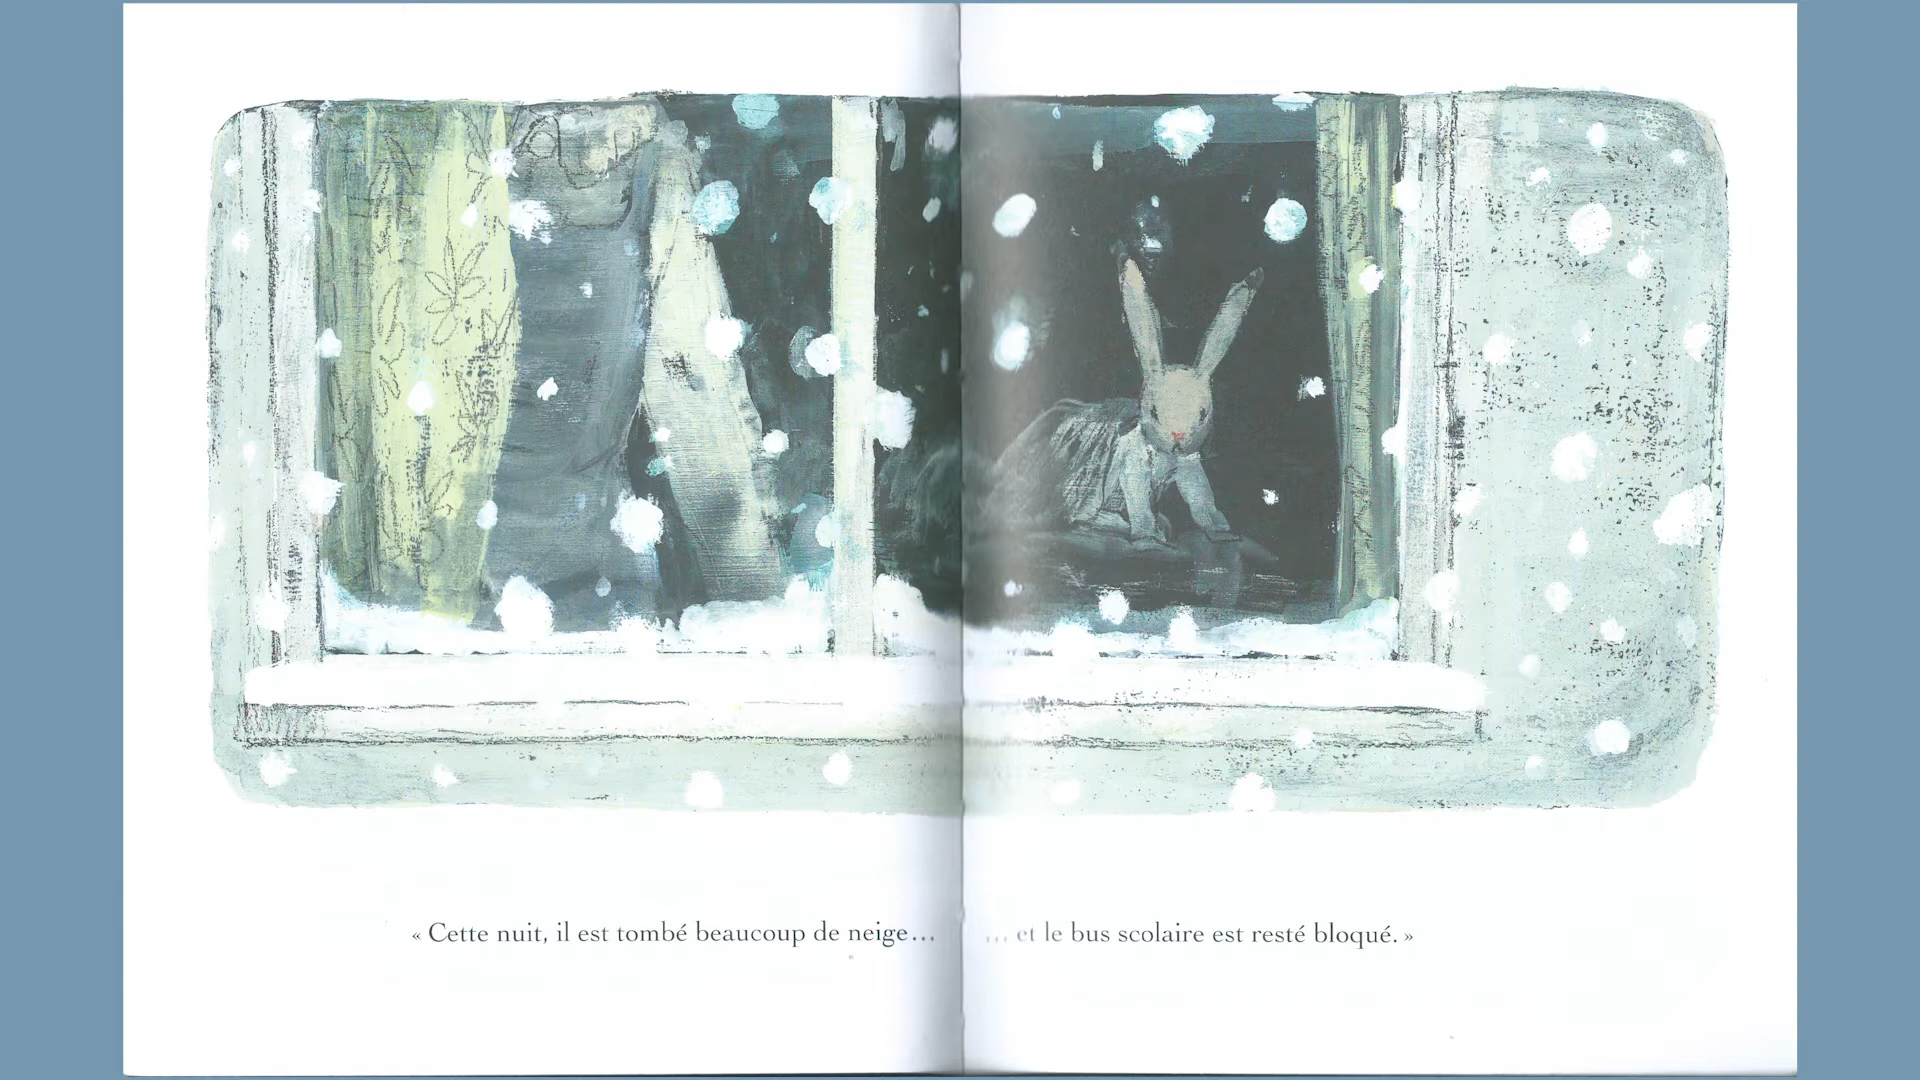 « Cette nuit, il est tombé beaucoup de neige…
… et le bus scolaire est resté bloqué. »